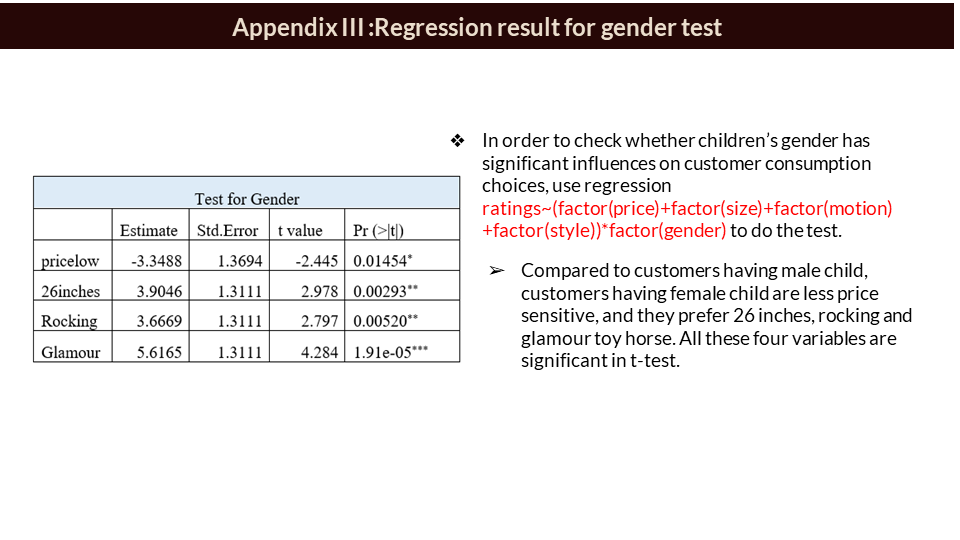 Appendix III :Regression result for gender test
❖ In order to check whether children’s gender has
significant influences on customer consumption
choices, use regression
ratings~(factor(price)+factor(size)+factor(motion)
+factor(style))*factor(gender) to do the test.
➢ Compared to customers having male child,
customers having female child are less price
sensitive, and they prefer 26 inches, rocking and
glamour toy horse. All these four variables are
significant in t-test.
Test for Gender
Estimate Std.Error t value Pr (>|t|)
pricelow -3.3488 1.3694 -2.445 0.01454*
26inches 3.9046 1.3111 2.978 0.00293**
Rocking 3.6669 1.3111 2.797 0.00520**
Glamour 5.6165 1.3111 4.284 1.91e-05***